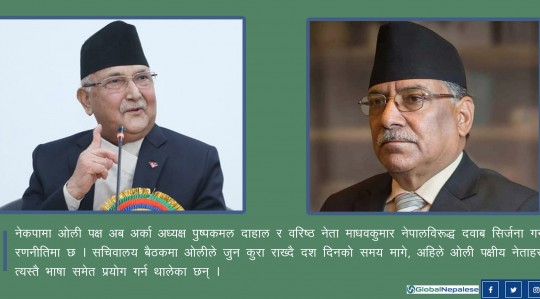 नेकपामा ओली पक्ष अब अर्का अध्यक्ष पुष्पकमल दाहाल र वरिष्ठ नेता माधवकुमार नेपालविरूद्ध दवाब सिर्जना गर्न
रणनीतिमा छ । सचिवालय बैठकमा ओलीले जुन कुरा राख्दै दश दिनको समय मागे, अहिले ओली पक्षीय
त्यस्तै भाषा समेत प्रयोग गर्न थालेका छन् ।
GlobalNepalese